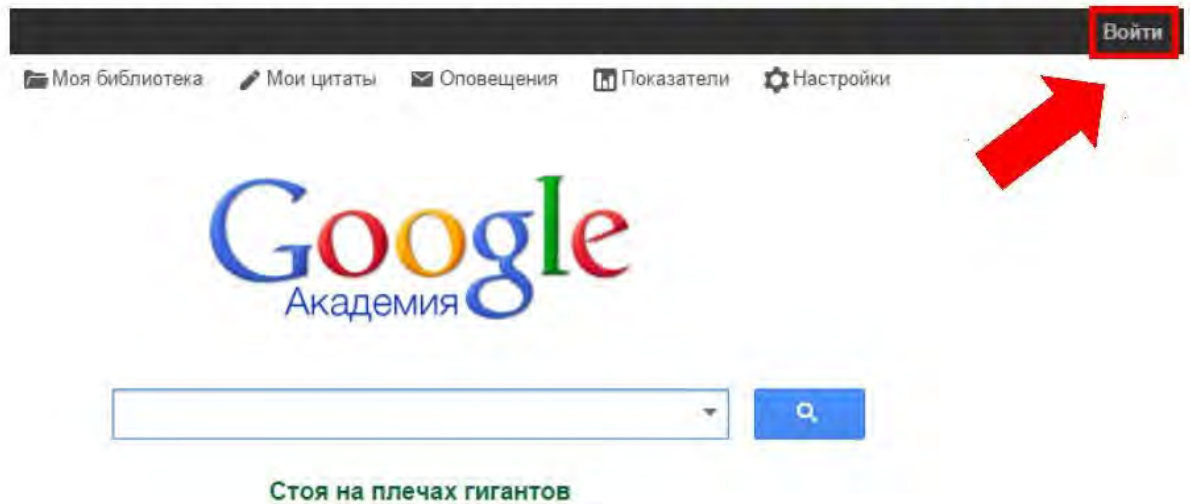 Войти
Моя библиотека Мои цитаты Оповещения Показатели Настройки
Google
Академия
Стоя на плечах гигантов